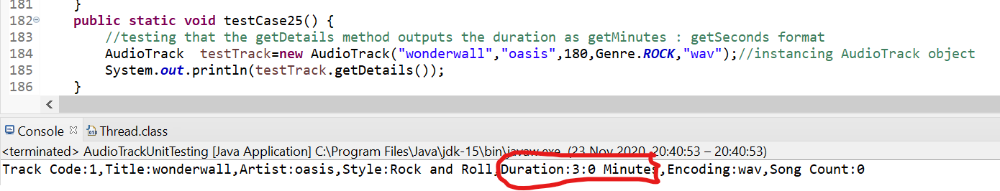 181 }
182 public static void testCase25() {
183 //testing that the getDetails method outputs the duration as getMinutes : getSeconds format
184 AudioTrack testTrack=new AudioTrack("wonderwall","oasis",180,Genre.ROCK,"wav");//instancing AudioTrack object
185 System.out.println(testTrack.getDetails());
186 }
Console Thread.class
<terminated> AudioTrackUnitTesting [Java Application] C:\Program Files\Java\jdk-15\bin\javaw.exe (23 Nov 2020, 20:40:53 – 20:40:53)
Track Code:1,Title:wonderwall,Artist:oasis,Style:Rock and Roll,Duration:3:0 Minutes,Encoding:wav,Song Count:0